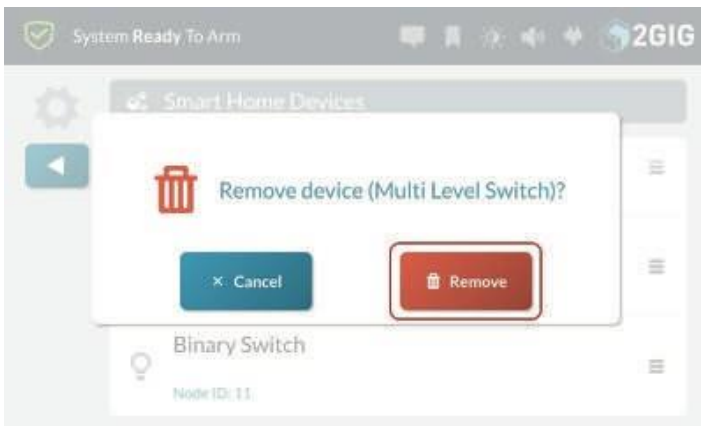 System Ready To Arm
2GIG
Smart Home Devices
Remove device (Multi Level Switch)?
× Cancel
Remove
Binary Switch
Node ID: 11